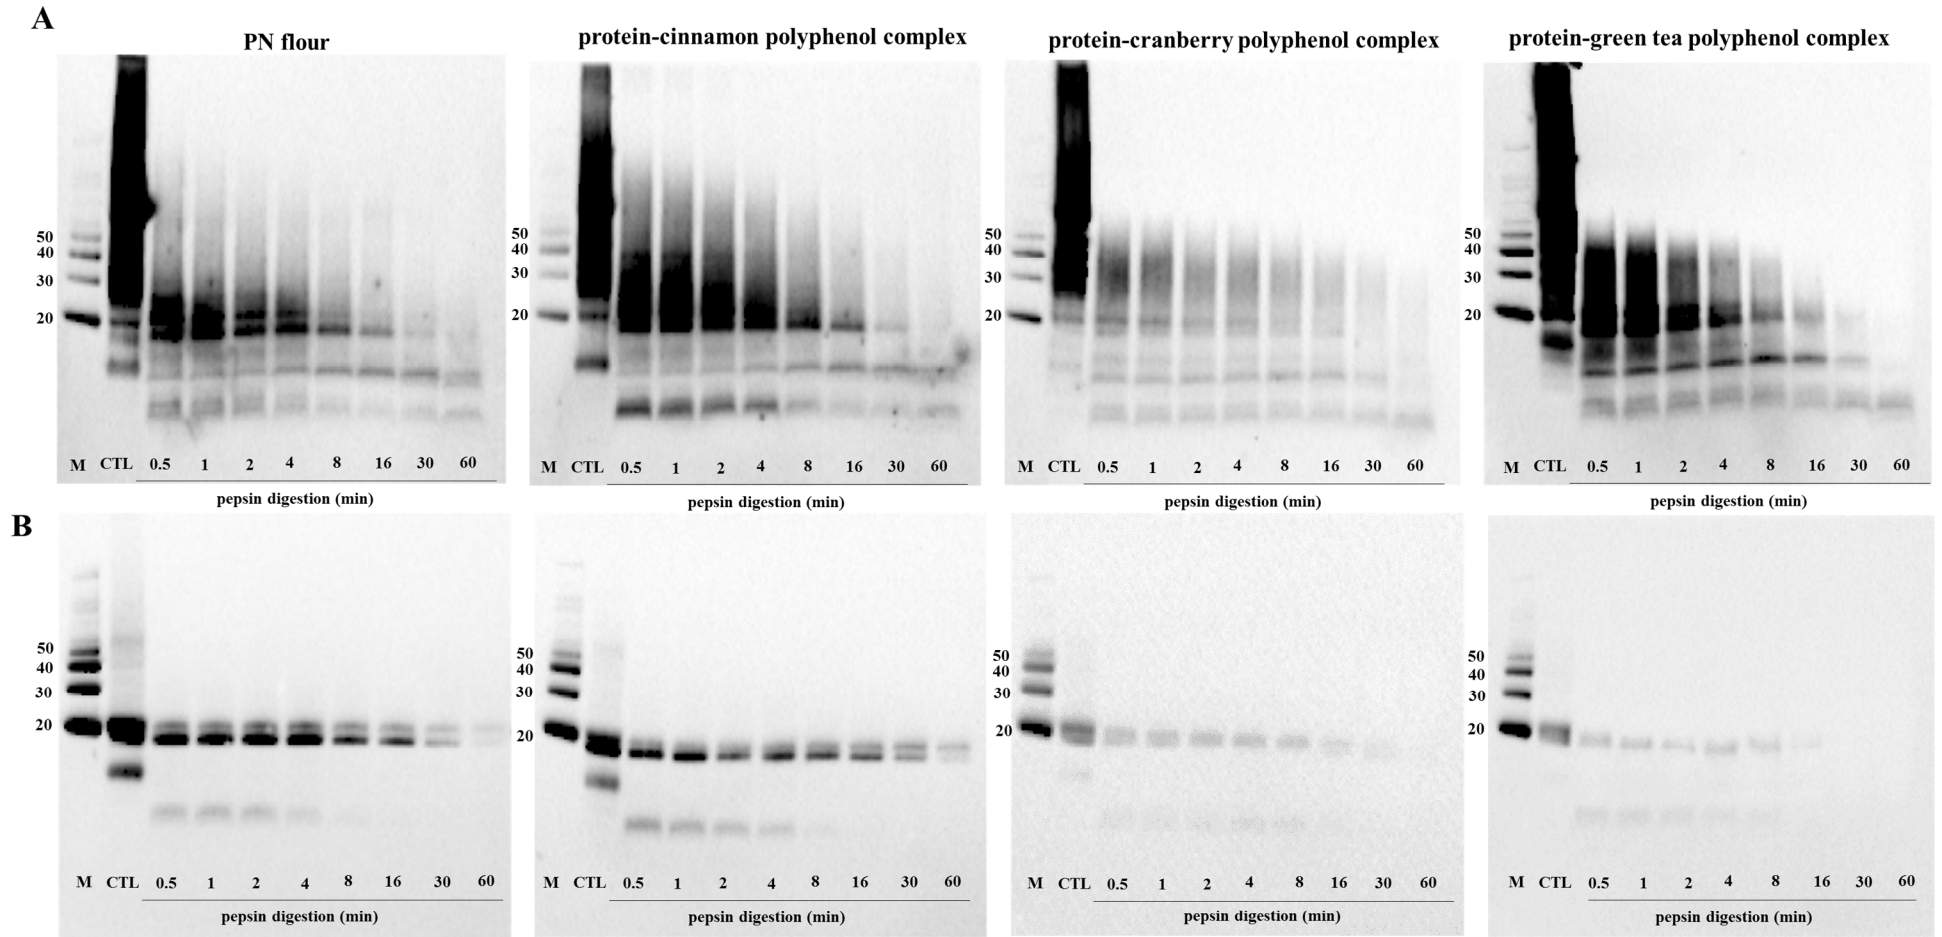 A
PN flour
protein-cinnamon polyphenol complex
protein-cranberry polyphenol complex
protein-green tea polyphenol complex
50
40
30
20
M CTL 0.5 1 2 4 8 16 30 60
pepsin digestion (min)
50
40
30
20
M CTL 0.5 1 2 4 8 16 30 60
pepsin digestion (min)
50
40
30
20
M CTL 0.5 1 2 4 8 16 30 60
pepsin digestion (min)
50
40
30
20
M CTL 0.5 1 2 4 8 16 30 60
pepsin digestion (min)
B
50
40
30
20
M CTL 0.5 1 2 4 8 16 30 60
pepsin digestion (min)
50
40
30
20
M CTL 0.5 1 2 4 8 16 30 60
pepsin digestion (min)
50
40
30
20
M CTL 0.5 1 2 4 8 16 30 60
pepsin digestion (min)
50
40
30
20
M CTL 0.5 1 2 4 8 16 30 60
pepsin digestion (min)